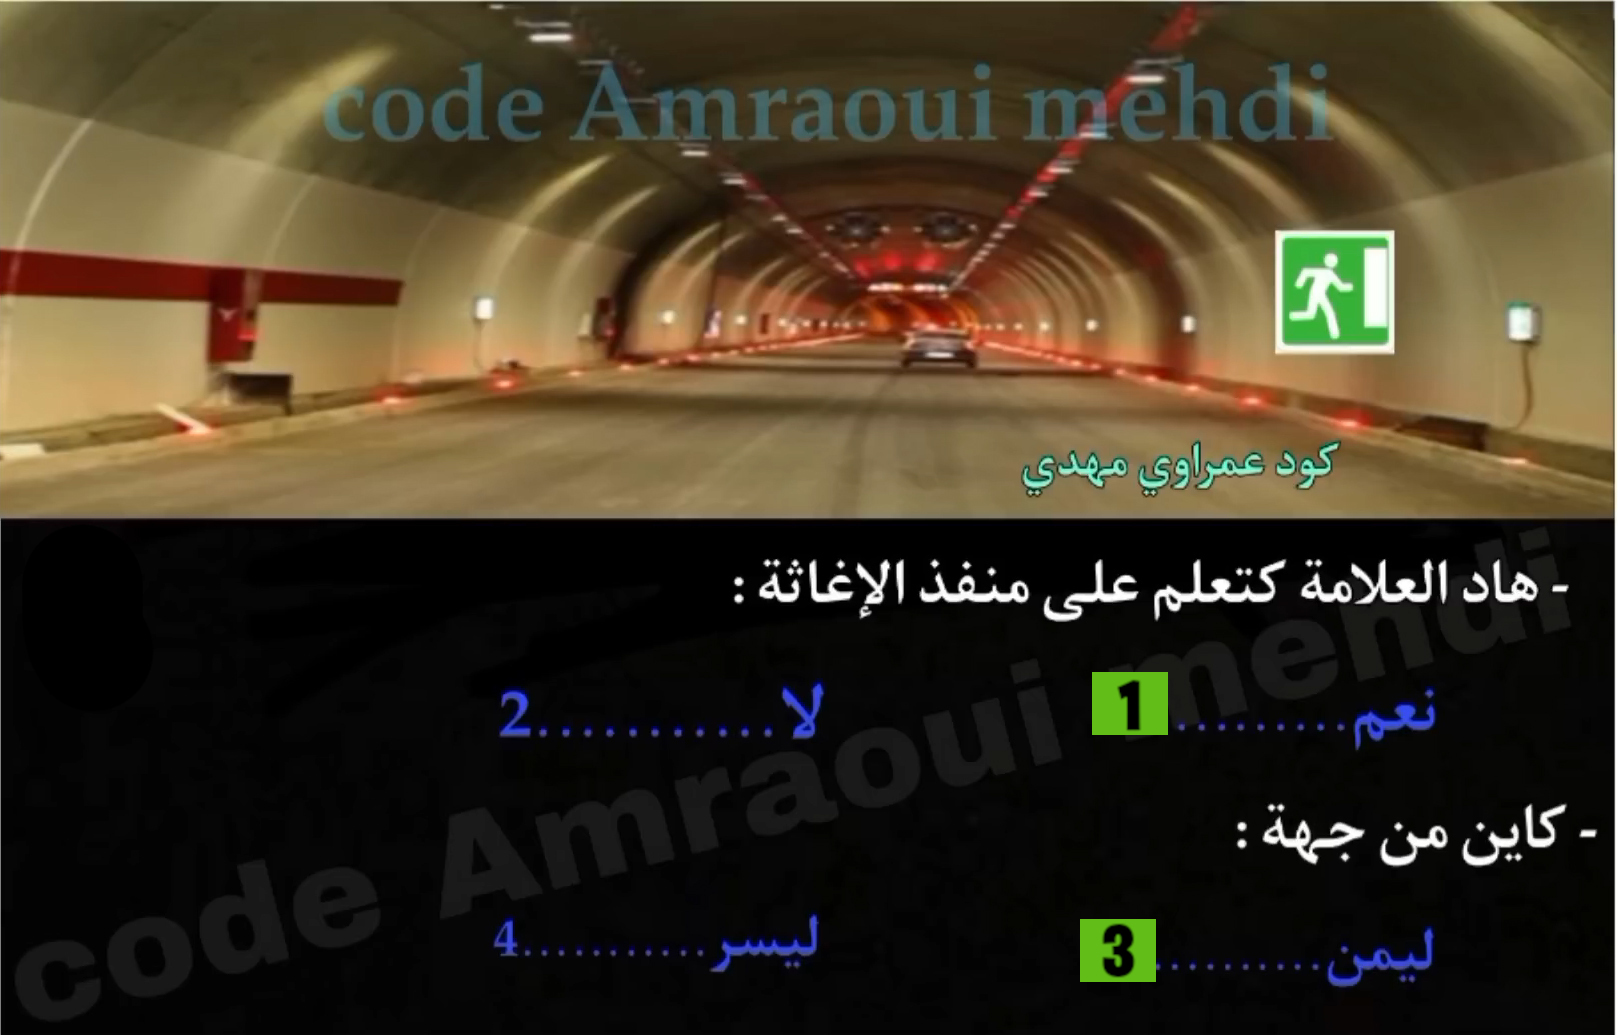 code Amraoui mehdi
كود عمراوي مهدي
- هاد العلامة كتعلم على منفذ الإغاثة :
نعم.........1 لا...........2
- كاين من جهة :
ليمن..........3 ليسر...........4
code Amraoui mehdi